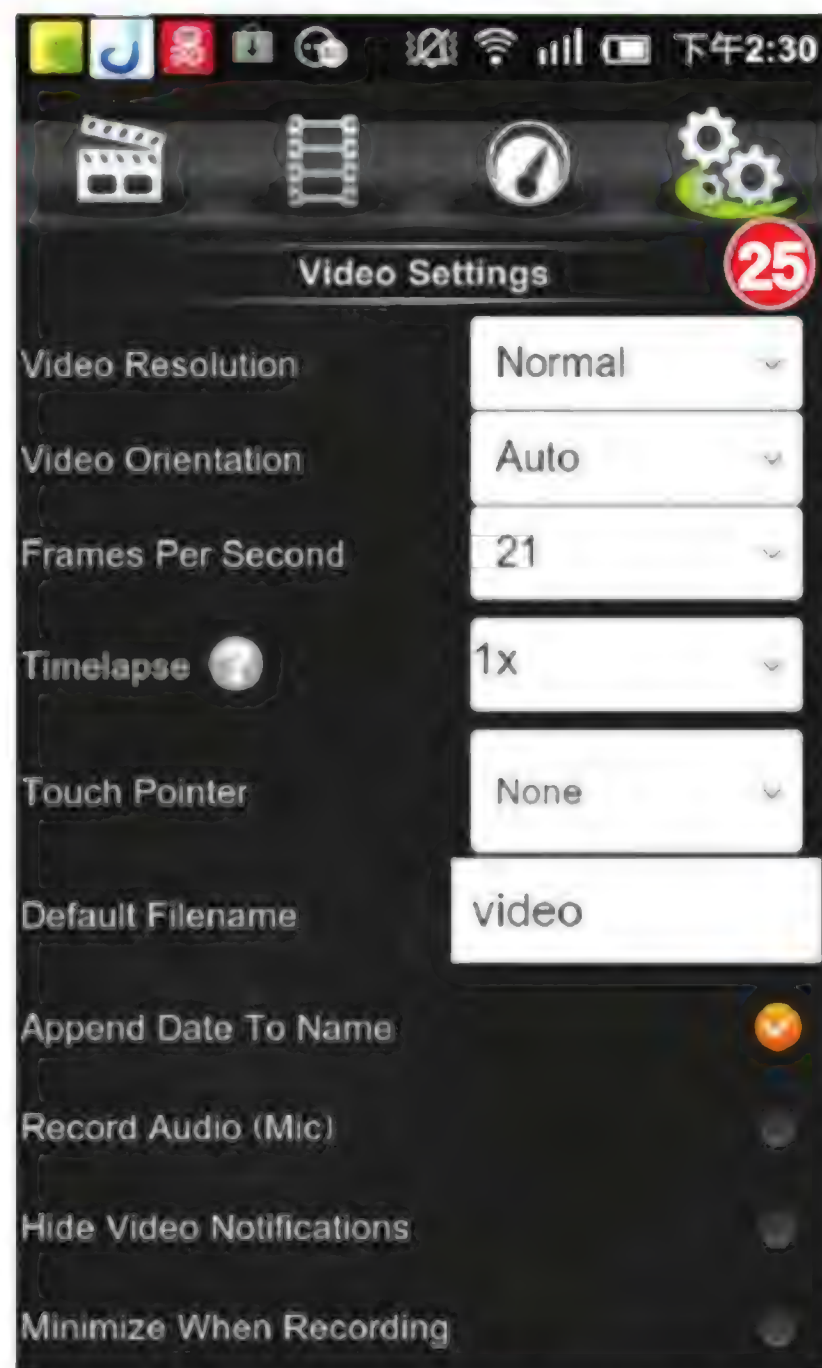 下午2:30
Video Settings
25
Video Resolution
Normal
Video Orientation
Auto
Frames Per Second
21
Timelapse ?
1x
Touch Pointer
None
Default Filename
video
Append Date To Name
Record Audio (Mic)
Hide Video Notifications
Minimize When Recording